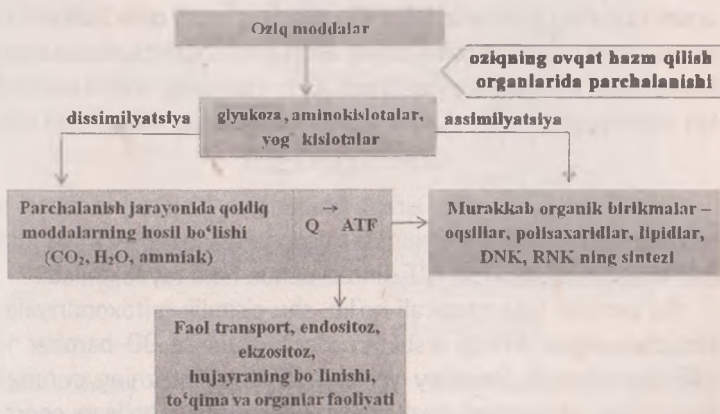 Oziq moddalar
oziqning ovqat hazm qilish
organlarida parchalanishi
dissimilyatsiya
glyukoza, aminokislotalar,
yog kislotalar
assimilyatsiya
Parchalanish jarayonida qoldiq
moddalarning hosil bo‘lishi
(CO₂, H₂O, ammiak)
Q → ATF
Murakkab organik birikmalar –
oqsillar, polisaxaridlar, lipidlar,
DNK, RNK ning sintezi
Faol transport, endositoz,
ekzositoz,
hujayraning bo linishi,
to‘qima va organlar faoliyati